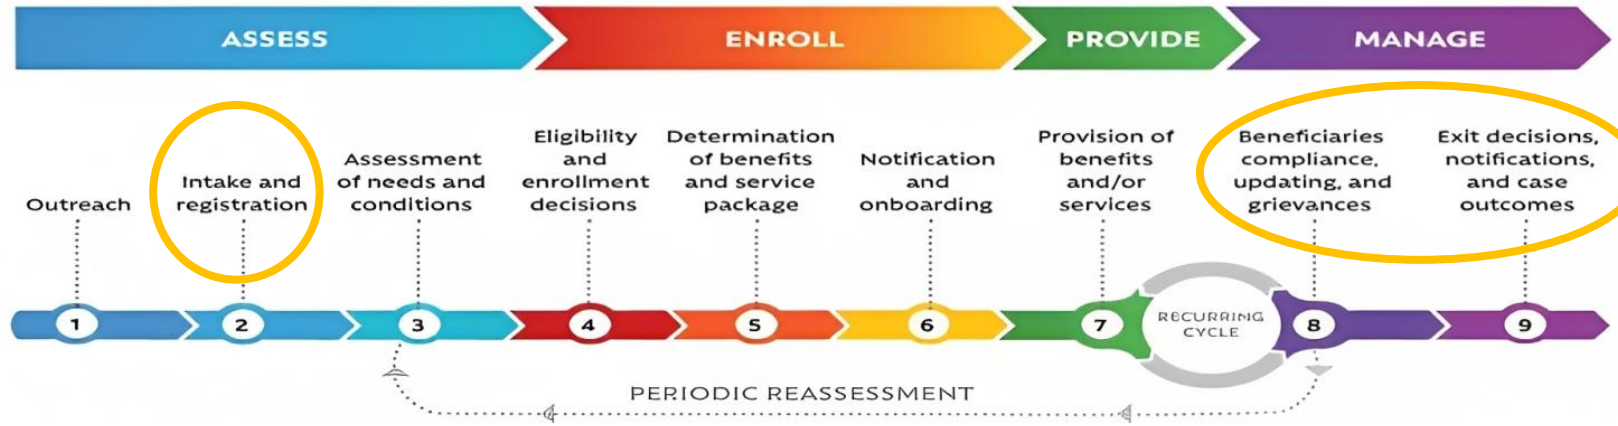 ASSESS
ENROLL
PROVIDE
MANAGE
Outreach
Intake and
registration
Assessment
of needs and
conditions
Eligibility
and
enrollment
decisions
Determination
of benefits
and service
package
Notification
and
onboarding
Provision of
benefits
and/or
services
Beneficiaries
compliance,
updating, and
grievances
Exit decisions,
notifications,
and case
outcomes
1
2
3
4
5
6
7
RECURRING
CYCLE
8
9
PERIODIC REASSESSMENT